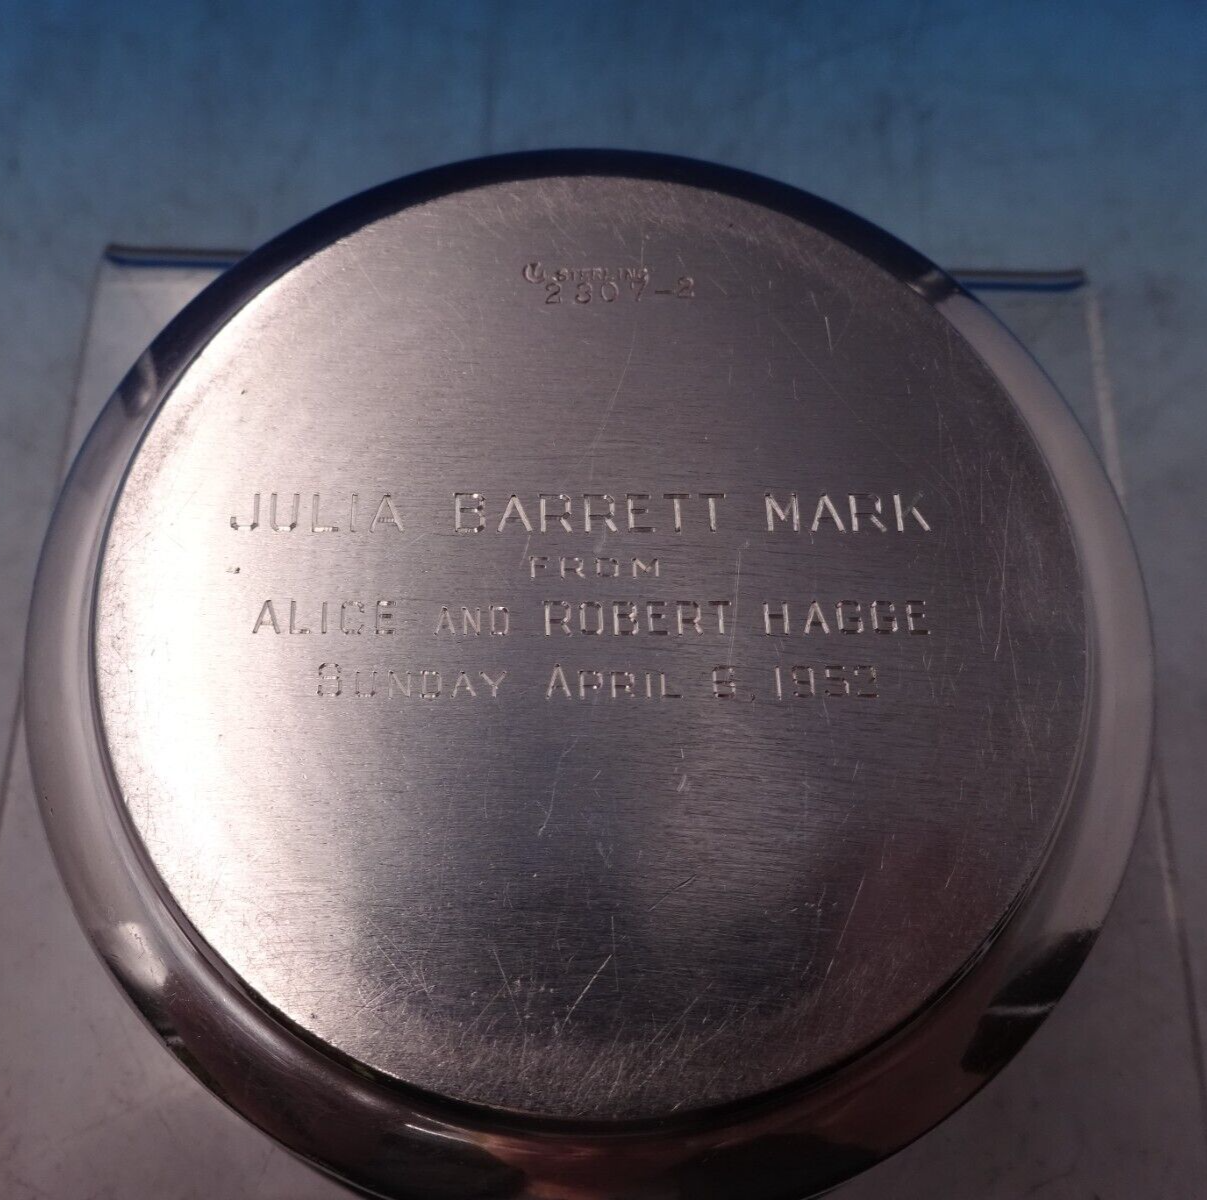 STERLING
2307-2
JULIA BARRETT MARK
FROM
ALICE AND ROBERT HAGGE
SUNDAY APRIL 6, 1952